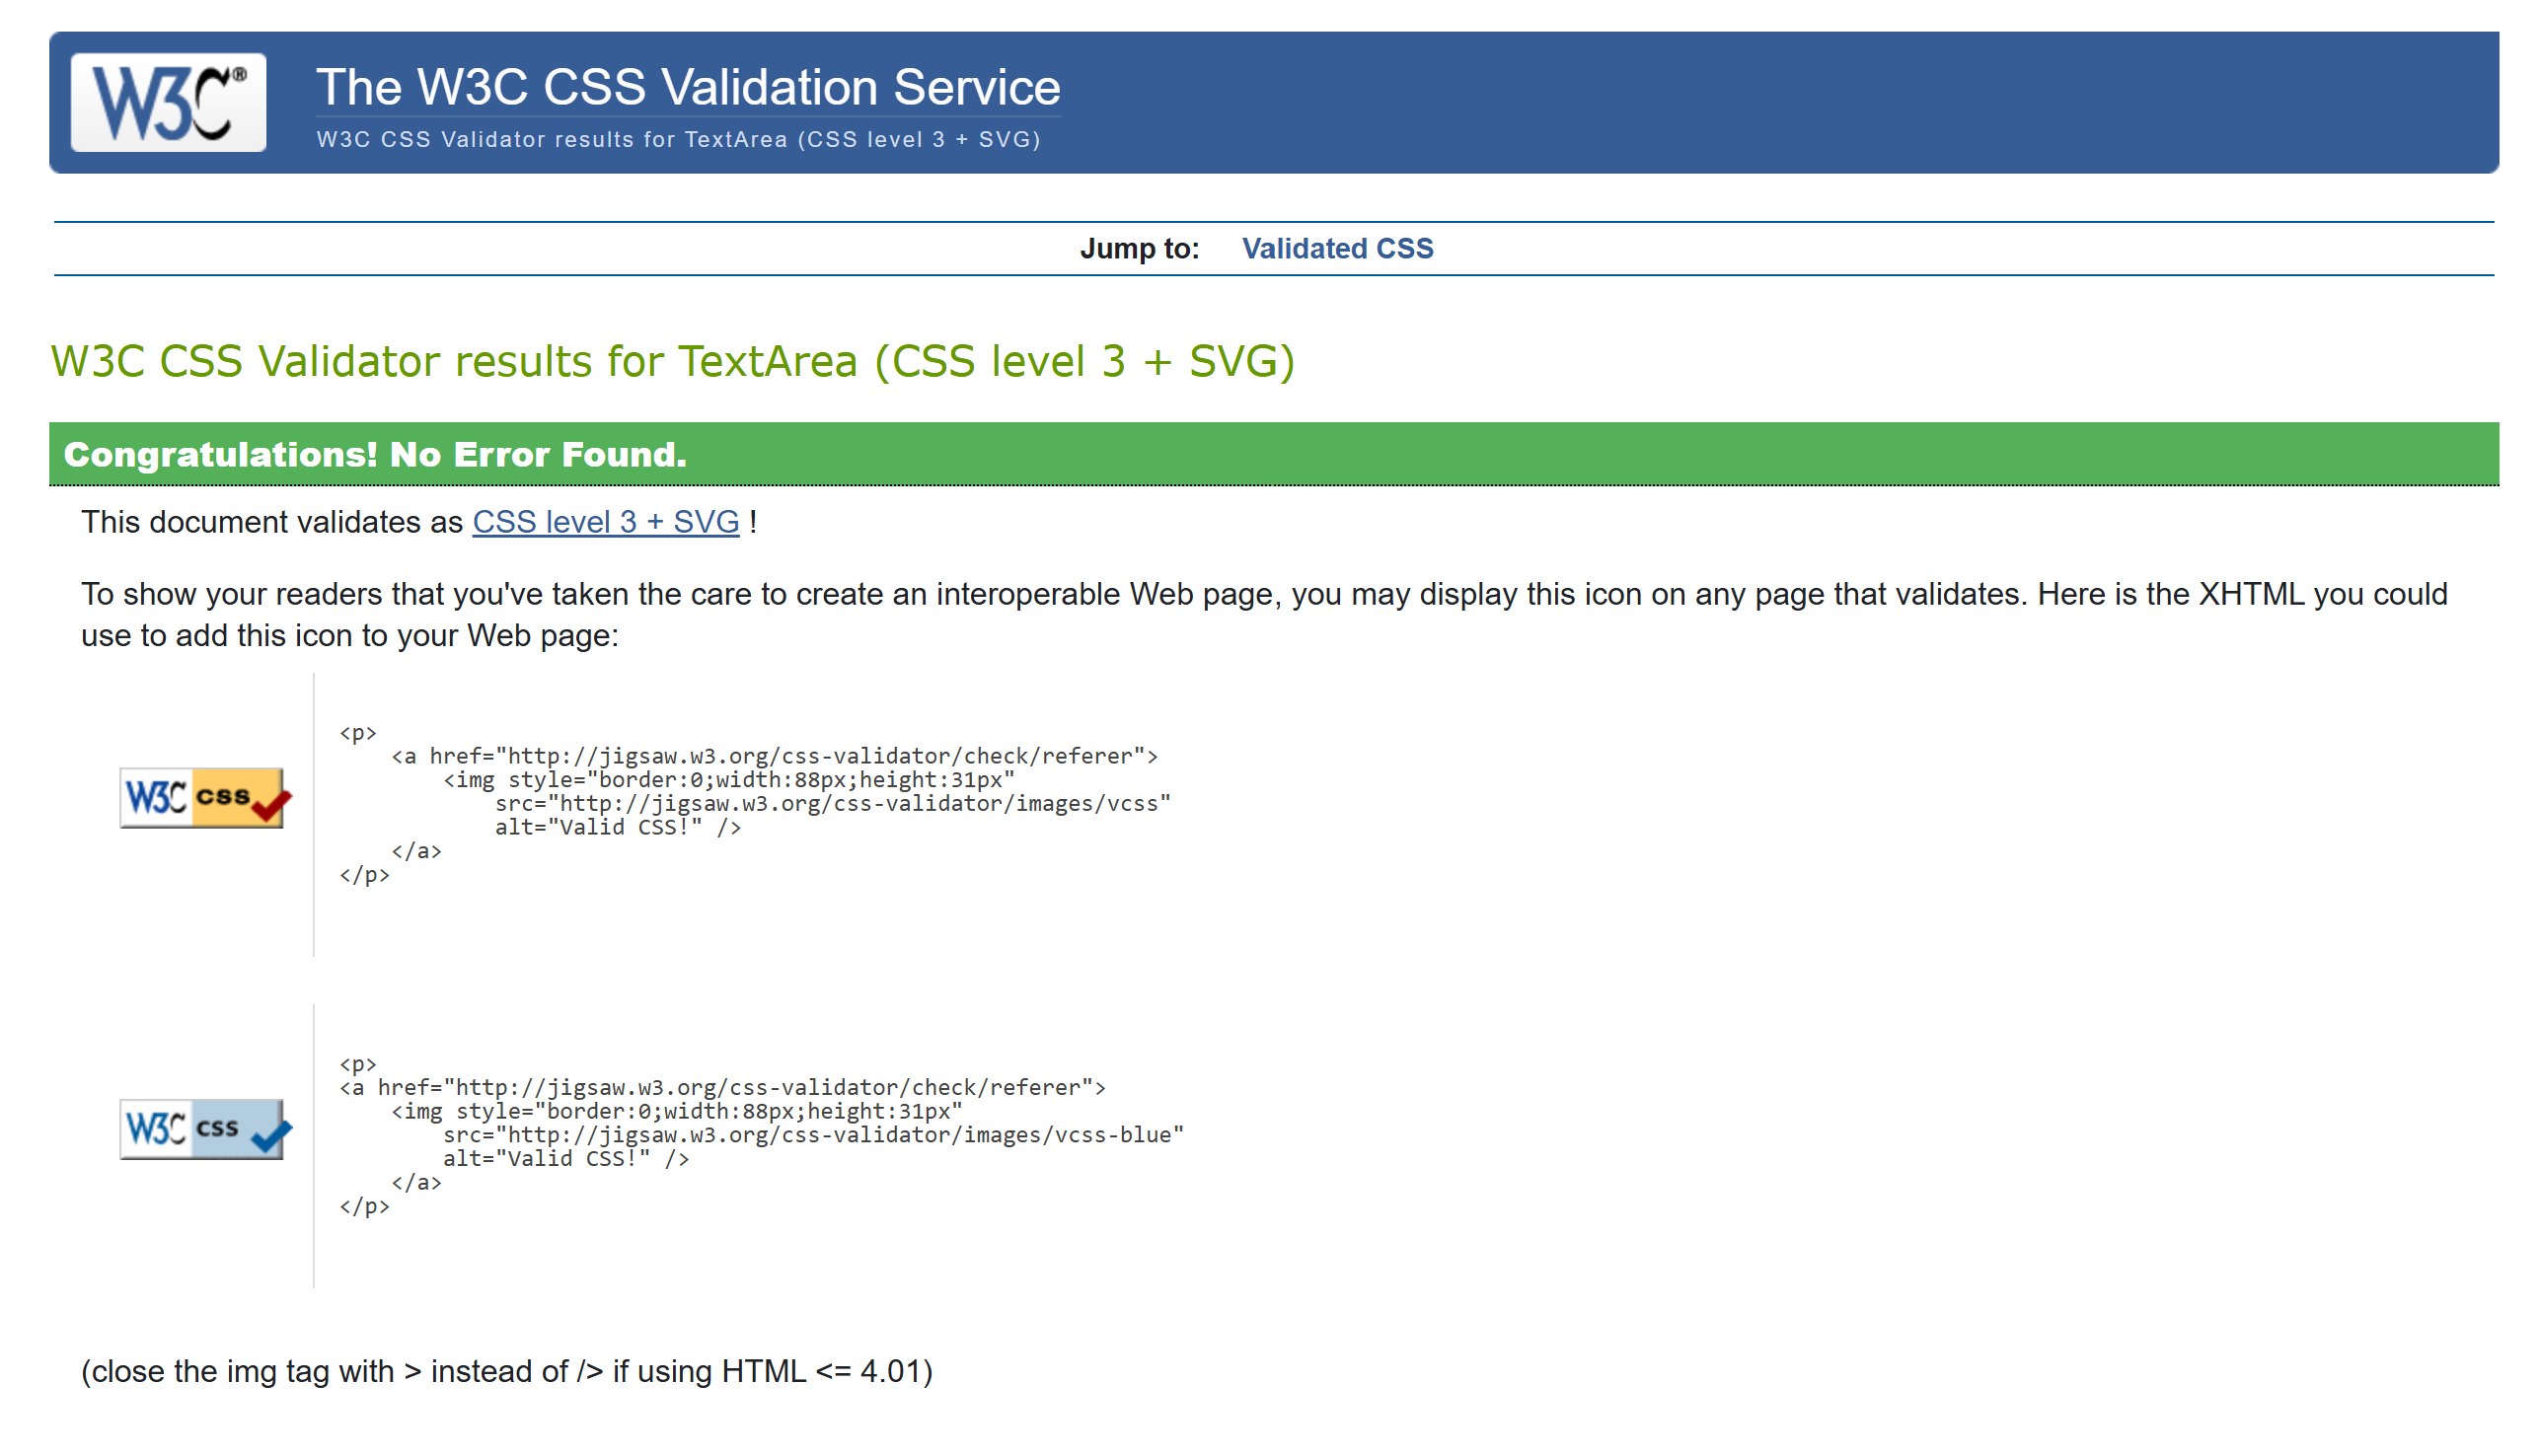 W3C®
The W3C CSS Validation Service
W3C CSS Validator results for TextArea (CSS level 3 + SVG)
Jump to: Validated CSS
W3C CSS Validator results for TextArea (CSS level 3 + SVG)
Congratulations! No Error Found.
This document validates as CSS level 3 + SVG !
To show your readers that you've taken the care to create an interoperable Web page, you may display this icon on any page that validates. Here is the XHTML you could
use to add this icon to your Web page:
W3C css
<p>
    <a href="http://jigsaw.w3.org/css-validator/check/referer">
        <img style="border:0;width:88px;height:31px"
            src="http://jigsaw.w3.org/css-validator/images/vcss"
            alt="Valid CSS!" />
    </a>
</p>
W3C css
<p>
<a href="http://jigsaw.w3.org/css-validator/check/referer">
    <img style="border:0;width:88px;height:31px"
        src="http://jigsaw.w3.org/css-validator/images/vcss-blue"
        alt="Valid CSS!" />
    </a>
</p>
(close the img tag with > instead of /> if using HTML <= 4.01)